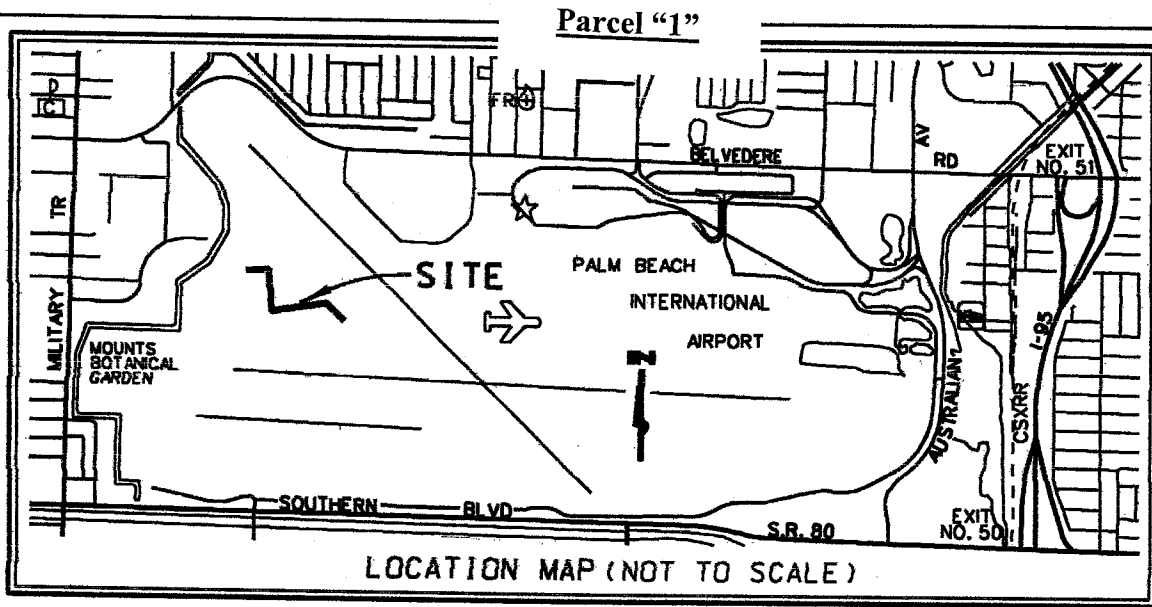 Parcel “1”
P
C
FR
BELVEDERE
RD
AV
EXIT
NO. 51
MILITARY TR
SITE
PALM BEACH
INTERNATIONAL
AIRPORT
N
MOUNTS
BOTANICAL
GARDEN
G
AUSTRALIAN
CSXRR
I-95
SOUTHERN BLVD
S.R. 80
EXIT
NO. 50
LOCATION MAP (NOT TO SCALE)